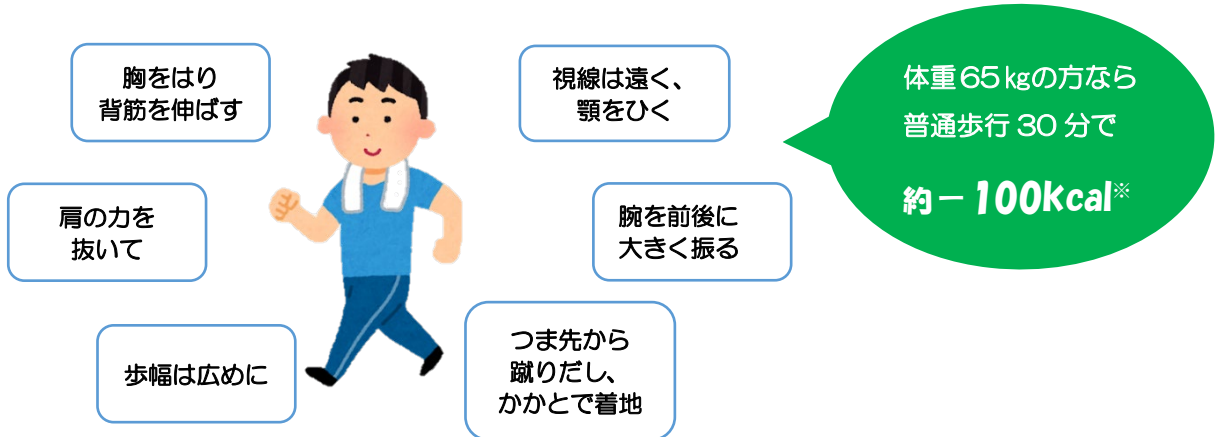 胸をはり
背筋を伸ばす
視線は遠く、
顎をひく
肩の力を
抜いて
腕を前後に
大きく振る
歩幅は広めに
つま先から
蹴りだし、
かかとで着地
体重65㎏の方なら
普通歩行30分で
約－100kcal※